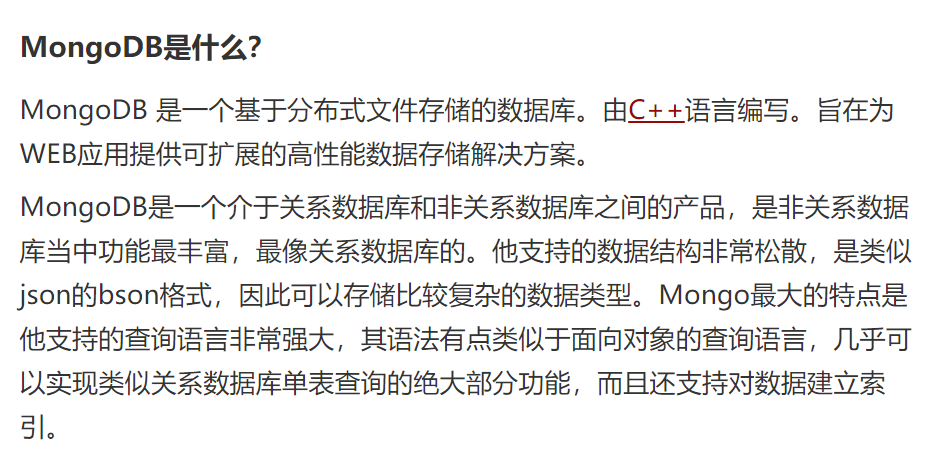 MongoDB是什么?
MongoDB 是一个基于分布式文件存储的数据库。由C++语言编写。旨在为
WEB应用提供可扩展的高性能数据存储解决方案。
MongoDB是一个介于关系数据库和非关系数据库之间的产品，是非关系数据
库当中功能最丰富，最像关系数据库的。他支持的数据结构非常松散，是类似
json的bson格式，因此可以存储比较复杂的数据类型。Mongo最大的特点是
他支持的查询语言非常强大，其语法有点类似于面向对象的查询语言，几乎可
以实现类似关系数据库单表查询的绝大部分功能，而且还支持对数据建立索
引。